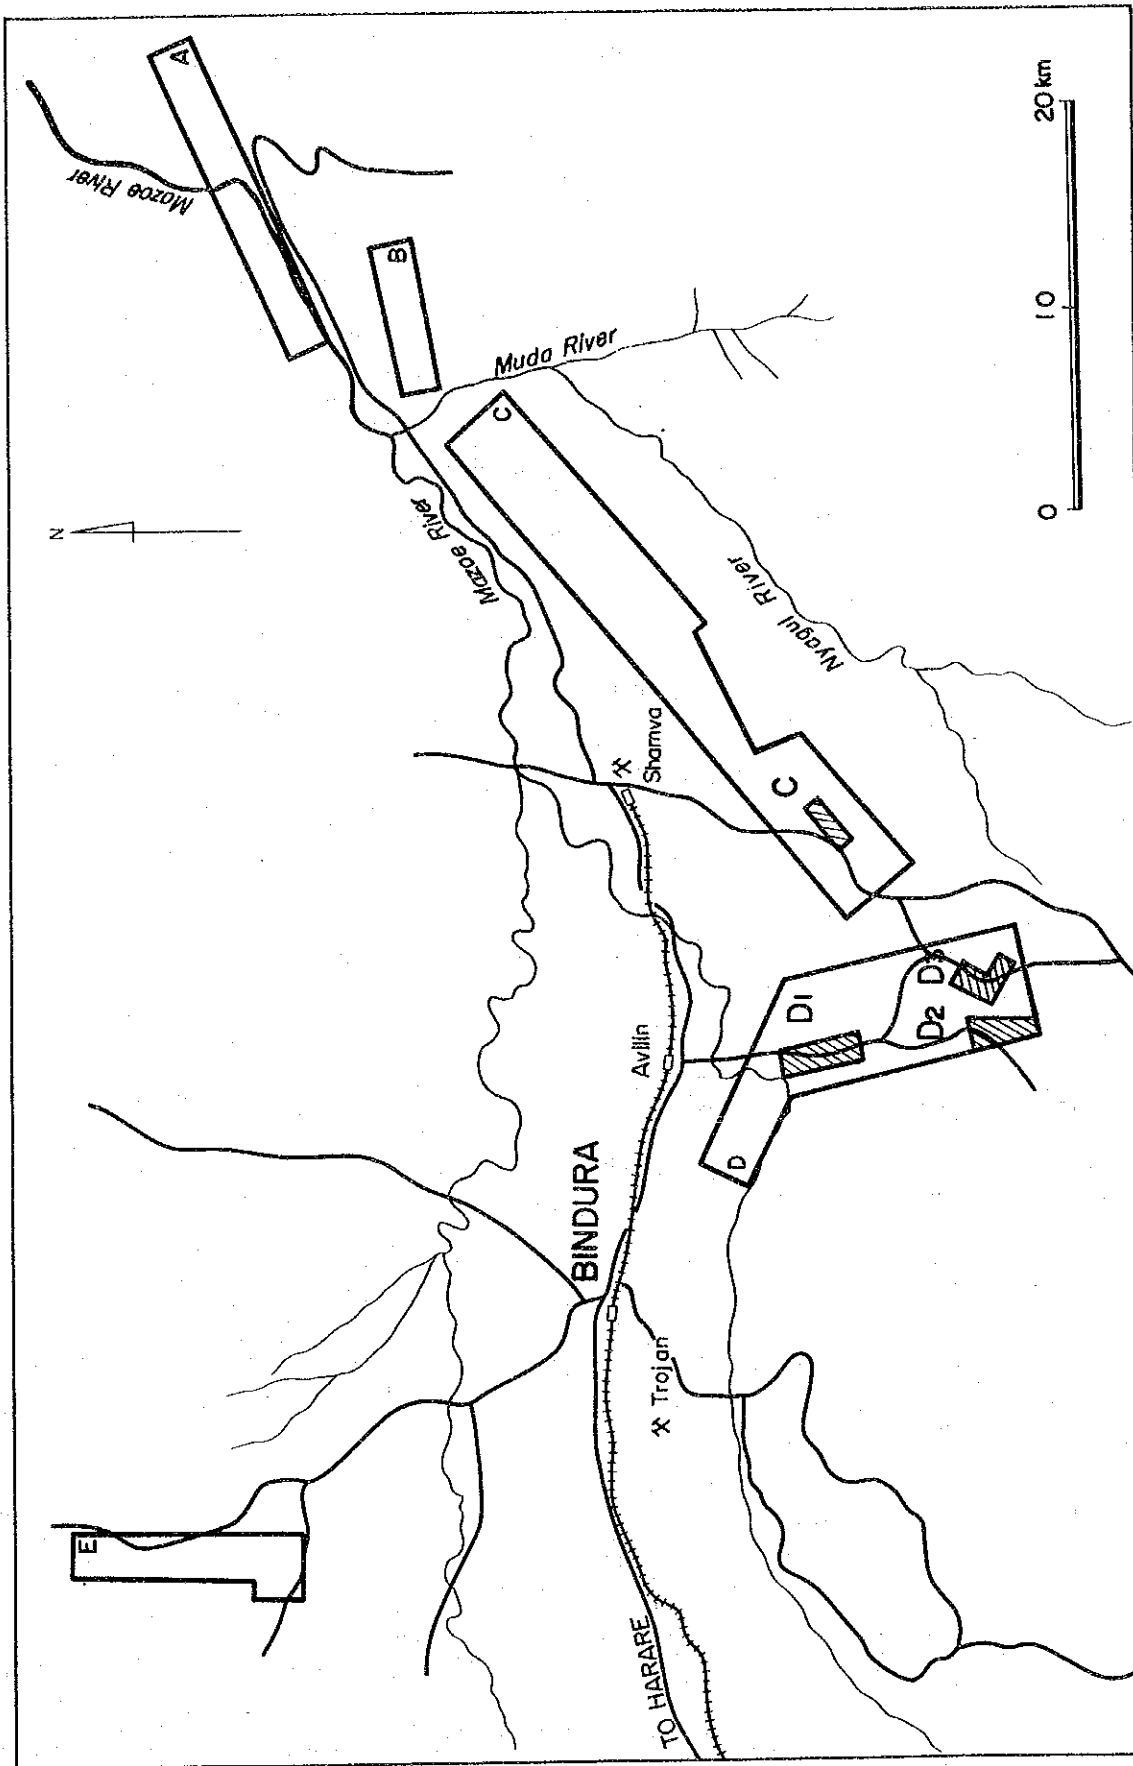 N
A
Mazoe River
B
Muda River
C
Mazoe River
Nyagui River
0 10 20 km
E
BINDURA
Avilin
Shamva
C
Trojan
D
D1
D2
D3
TO HARARE